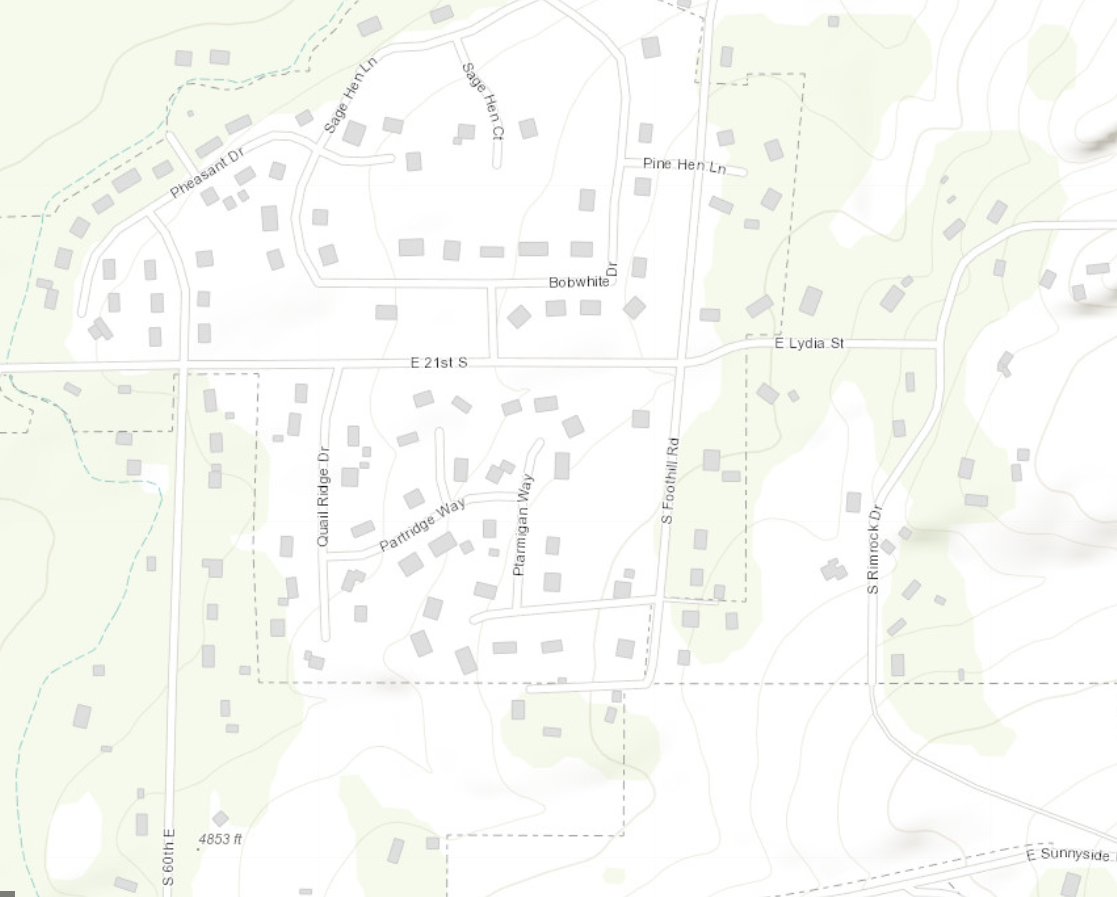 Sage Hen Ln
Sage Hen Ct
Pheasant Dr
Pine Hen Ln
Bobwhite Dr
E 21st S
E Lydia St
Quail Ridge Dr
Partridge Way
Ptarmigan Way
S Foothill Rd
S Rimrock Dr
S 60th E
4853 ft
E Sunnyside